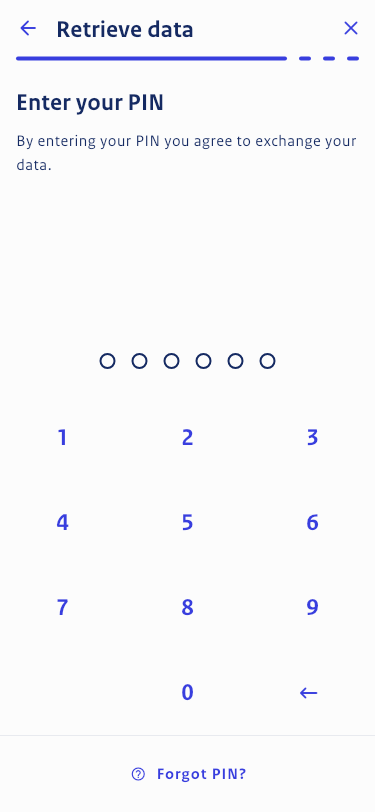 Retrieve data
Enter your PIN
By entering your PIN you agree to exchange your
data.
1 2 3
4 5 6
7 8 9
0
Forgot PIN?